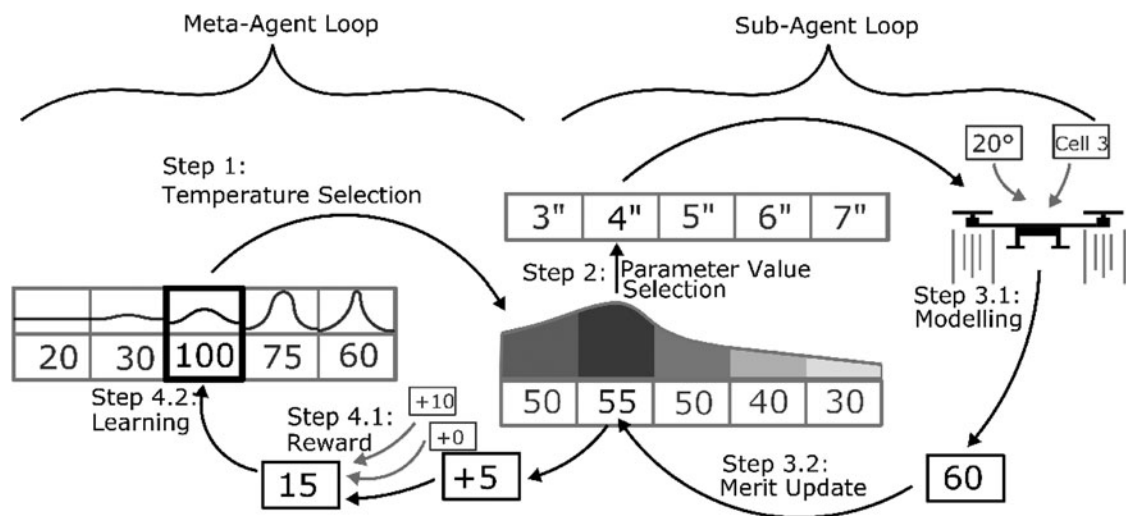 Meta-Agent Loop
Sub-Agent Loop
Step 1:
Temperature Selection
20°
Cell 3
3" 4" 5" 6" 7"
Step 2: Parameter Value
Selection
Step 3.1:
Modelling
20 30 100 75 60
50 55 50 40 30
Step 4.2:
Learning
Step 4.1:
Reward
+10
+0
15
+5
Step 3.2:
Merit Update
60